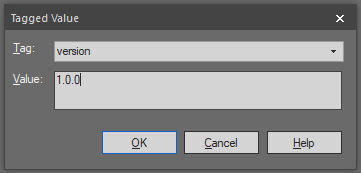 Tagged Value
Tag: version
Value: 1.0.0
OK Cancel Help